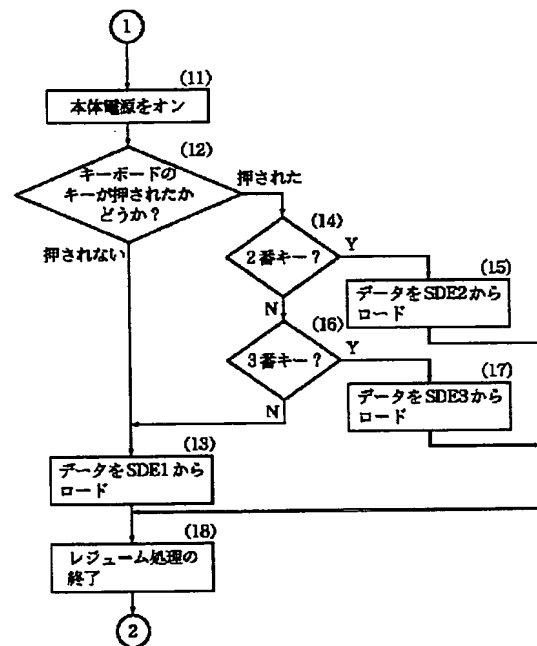 1
(11)
本体電源をオン
(12)
キーボードの
キーが押されたか
どうか？
押された
押されない
(14)
2番キー？
Y
N
(15)
データをSDE2から
ロード
(16)
3番キー？
Y
N
(17)
データをSDE3から
ロード
(13)
データをSDE1から
ロード
(18)
レジューム処理の
終了
2